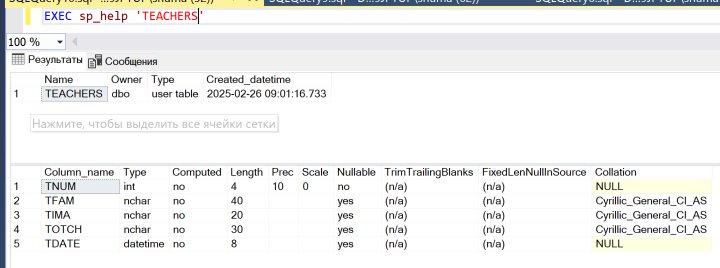 EXEC sp_help 'TEACHERS'
100 %
Результаты Сообщения
Name Owner Type Created_datetime
1 TEACHERS dbo user table 2025-02-26 09:01:16.733
Нажмите, чтобы выделить все ячейки сетки
Column_name Type Computed Length Prec Scale Nullable TrimTrailingBlanks FixedLenNullInSource Collation
1 TNUM int no 4 10 0 no (n/a) (n/a) NULL
2 TFAM nchar no 40 yes (n/a) (n/a) Cyrillic_General_CI_AS
3 TIMA nchar no 20 yes (n/a) (n/a) Cyrillic_General_CI_AS
4 TOTCH nchar no 30 yes (n/a) (n/a) Cyrillic_General_CI_AS
5 TDATE datetime no 8 yes (n/a) (n/a) NULL